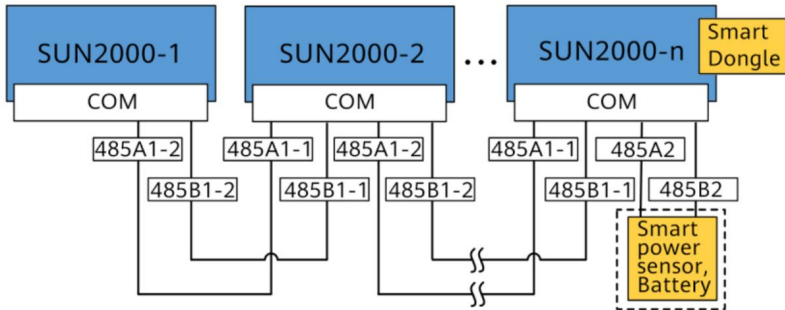 SUN2000-1
SUN2000-2
...
SUN2000-n
Smart
Dongle
COM
COM
COM
485A1-2
485A1-1
485A1-2
485A1-1
485A2
485B1-2
485B1-1
485B1-2
485B1-1
485B2
Smart
power
sensor,
Battery